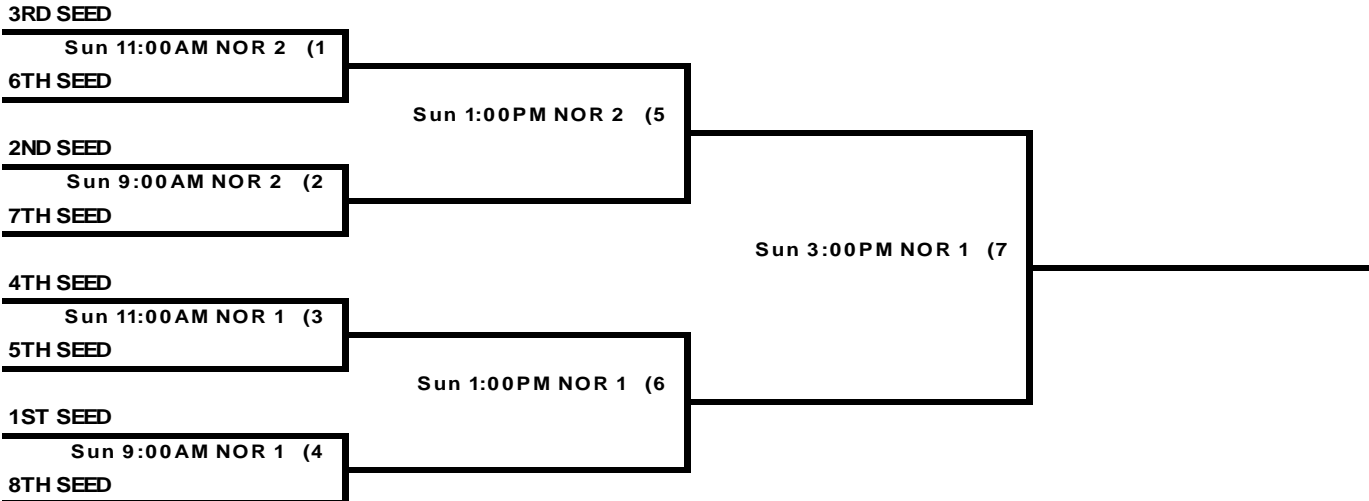 3RD SEED
Sun 11:00AM NOR 2 (1
6TH SEED
Sun 1:00PM NOR 2 (5
2ND SEED
Sun 9:00AM NOR 2 (2
7TH SEED
Sun 3:00PM NOR 1 (7
4TH SEED
Sun 11:00AM NOR 1 (3
5TH SEED
Sun 1:00PM NOR 1 (6
1ST SEED
Sun 9:00AM NOR 1 (4
8TH SEED